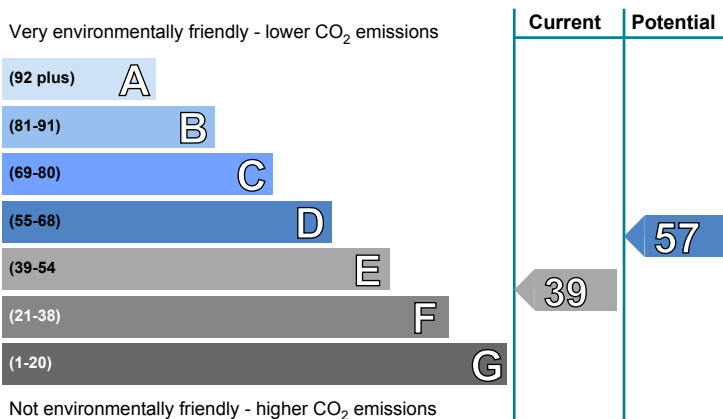 Very environmentally friendly - lower CO2 emissions
Current
Potential
(92 plus) A
(81-91) B
(69-80) C
(55-68) D
57
(39-54 E
39
(21-38) F
(1-20) G
Not environmentally friendly - higher CO2 emissions